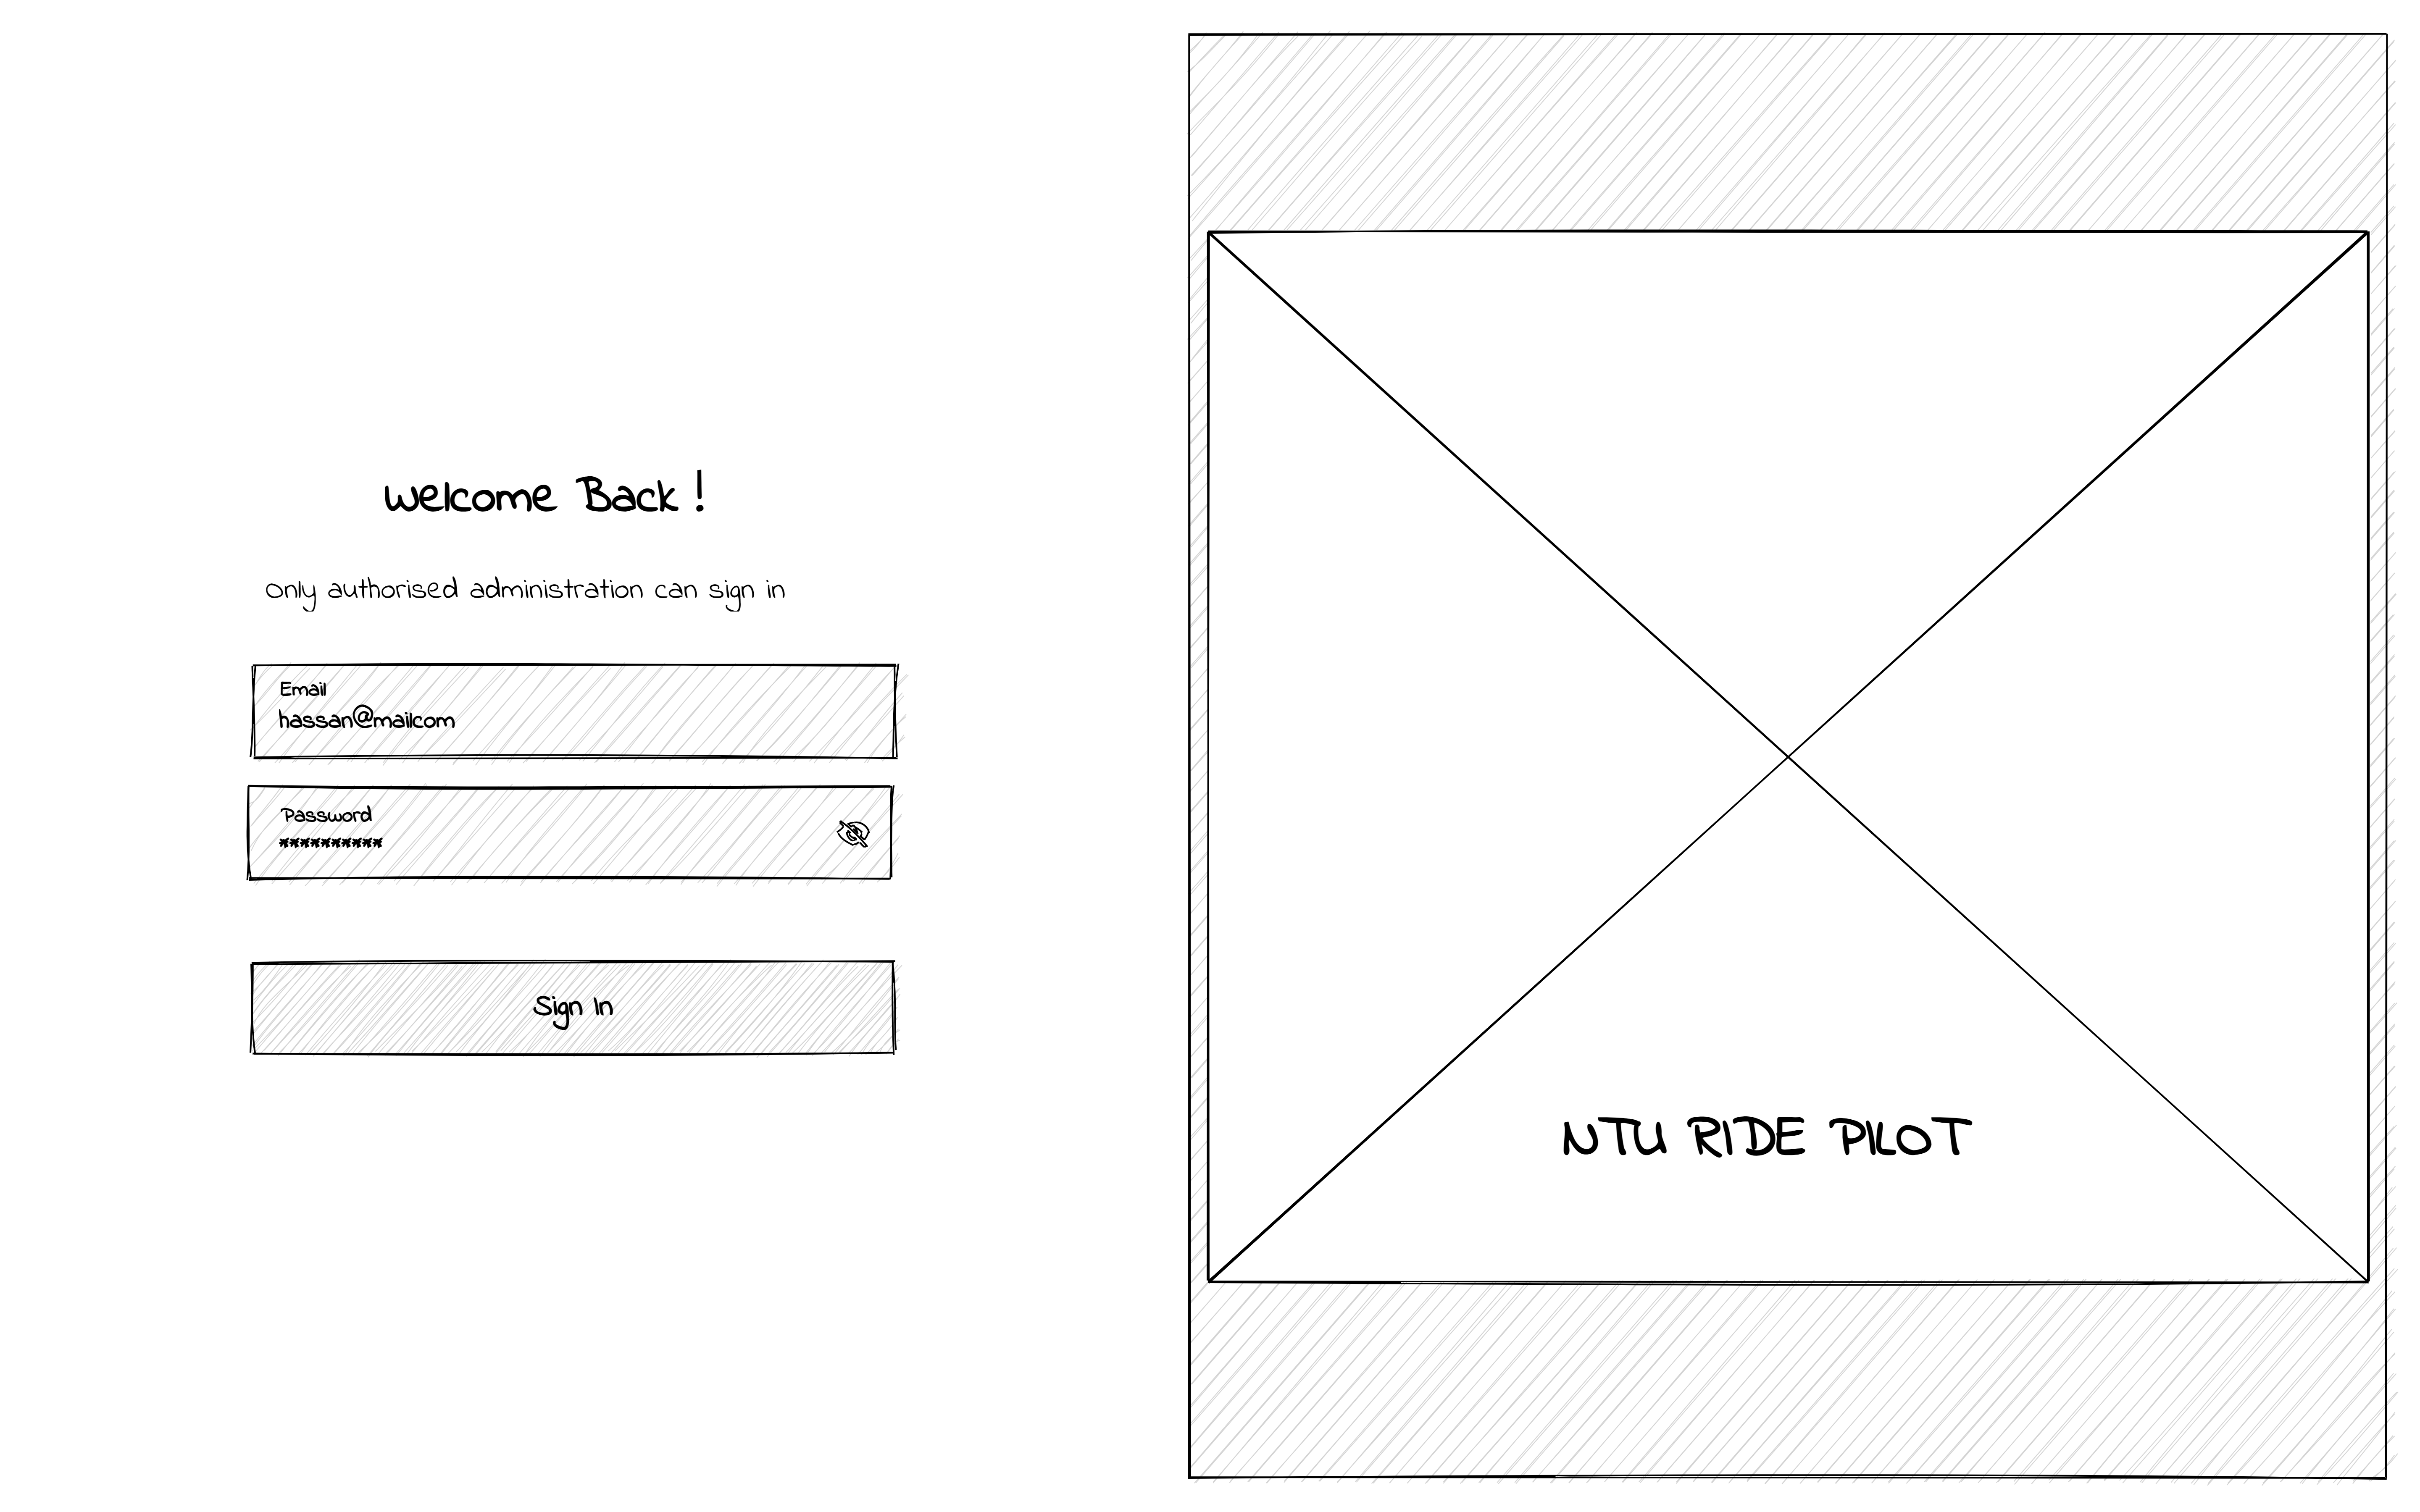 Welcome Back !
Only authorised administration can sign in
Email
hassan@mailcom
Password
**********
Sign In
NTU RIDE PILOT